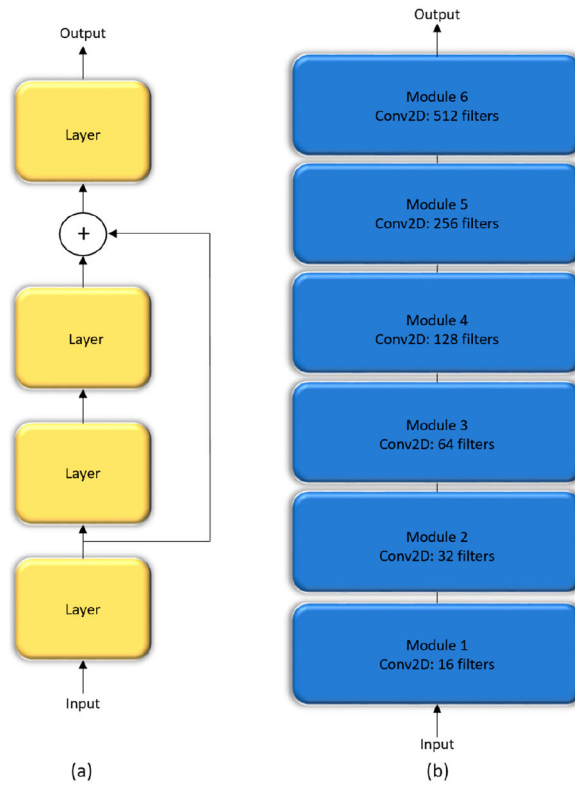 Output
Layer
+
Layer
Layer
Layer
Input
(a)
Output
Module 6
Conv2D: 512 filters
Module 5
Conv2D: 256 filters
Module 4
Conv2D: 128 filters
Module 3
Conv2D: 64 filters
Module 2
Conv2D: 32 filters
Module 1
Conv2D: 16 filters
Input
(b)